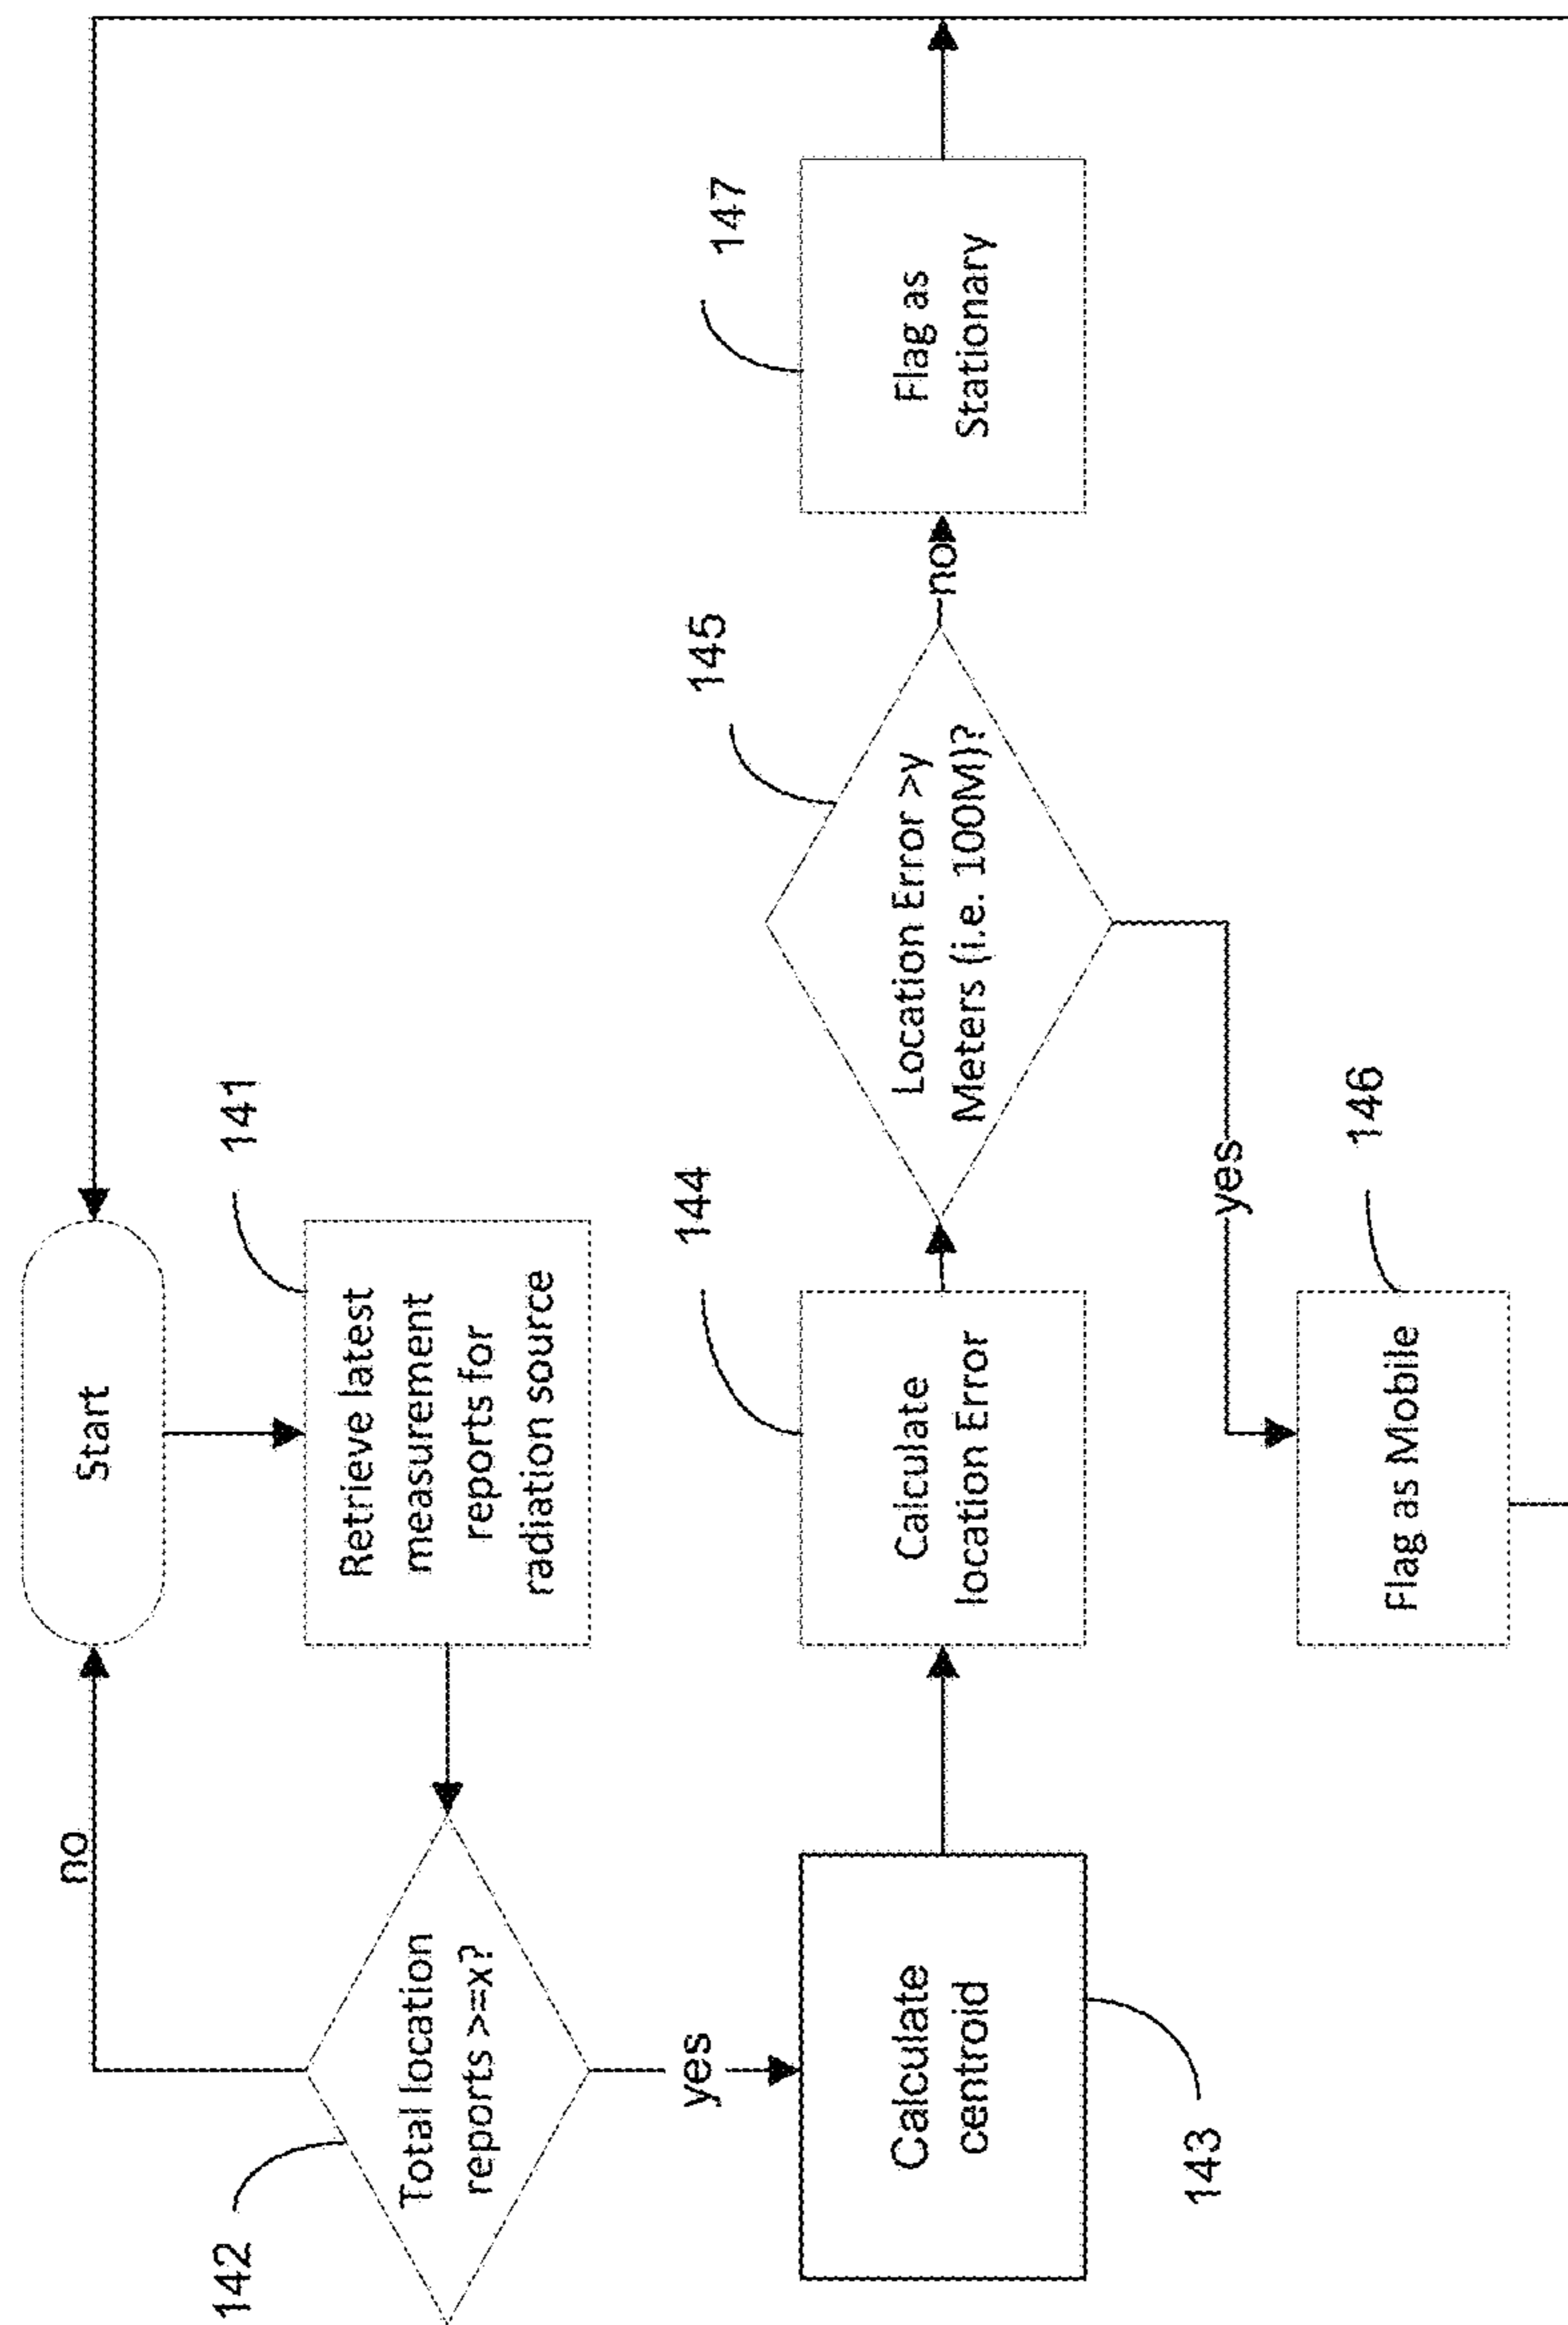 Start
141
Retrieve latest
measurement
reports for
radiation source
142
Total location
reports >=x?
no
yes
Calculate
centroid
143
144
Calculate
location Error
145
Location Error >y
Meters (i.e. 100M)?
no
147
Flag as
Stationary
yes
146
Flag as Mobile